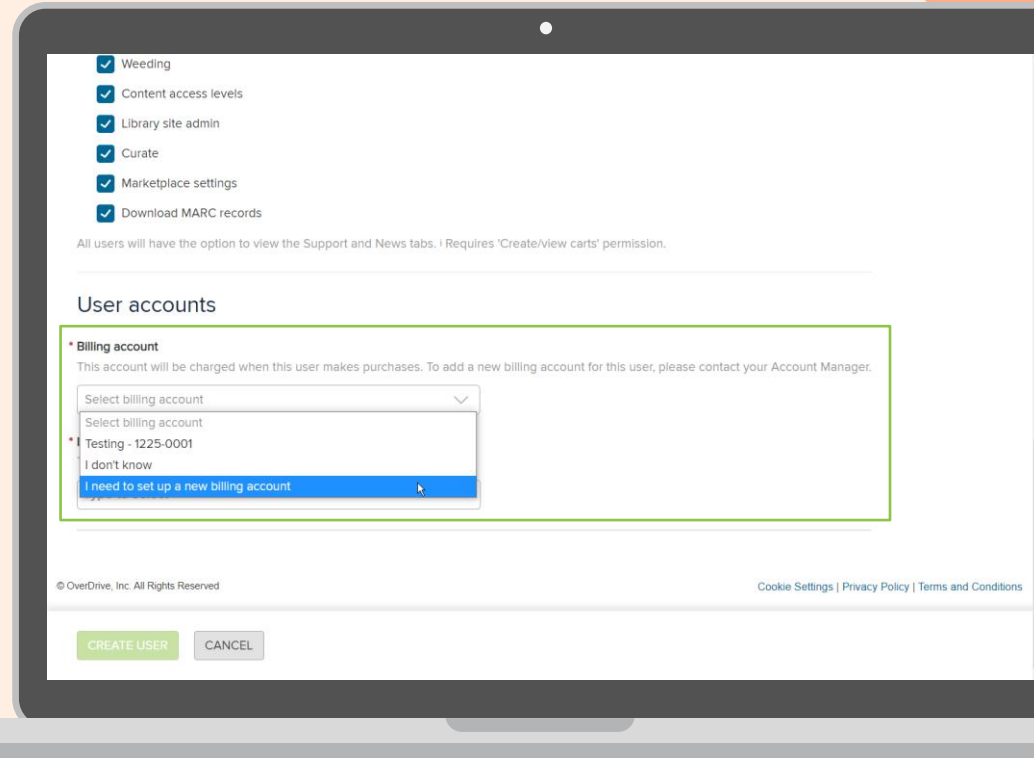 Weeding
Content access levels
Library site admin
Curate
Marketplace settings
Download MARC records
All users will have the option to view the Support and News tabs. i Requires 'Create/view carts' permission.
User accounts
* Billing account
This account will be charged when this user makes purchases. To add a new billing account for this user, please contact your Account Manager.
Select billing account
Select billing account
Testing - 1225-0001
I don't know
I need to set up a new billing account
© OverDrive, Inc. All Rights Reserved
Cookie Settings | Privacy Policy | Terms and Conditions
CREATE USER
CANCEL